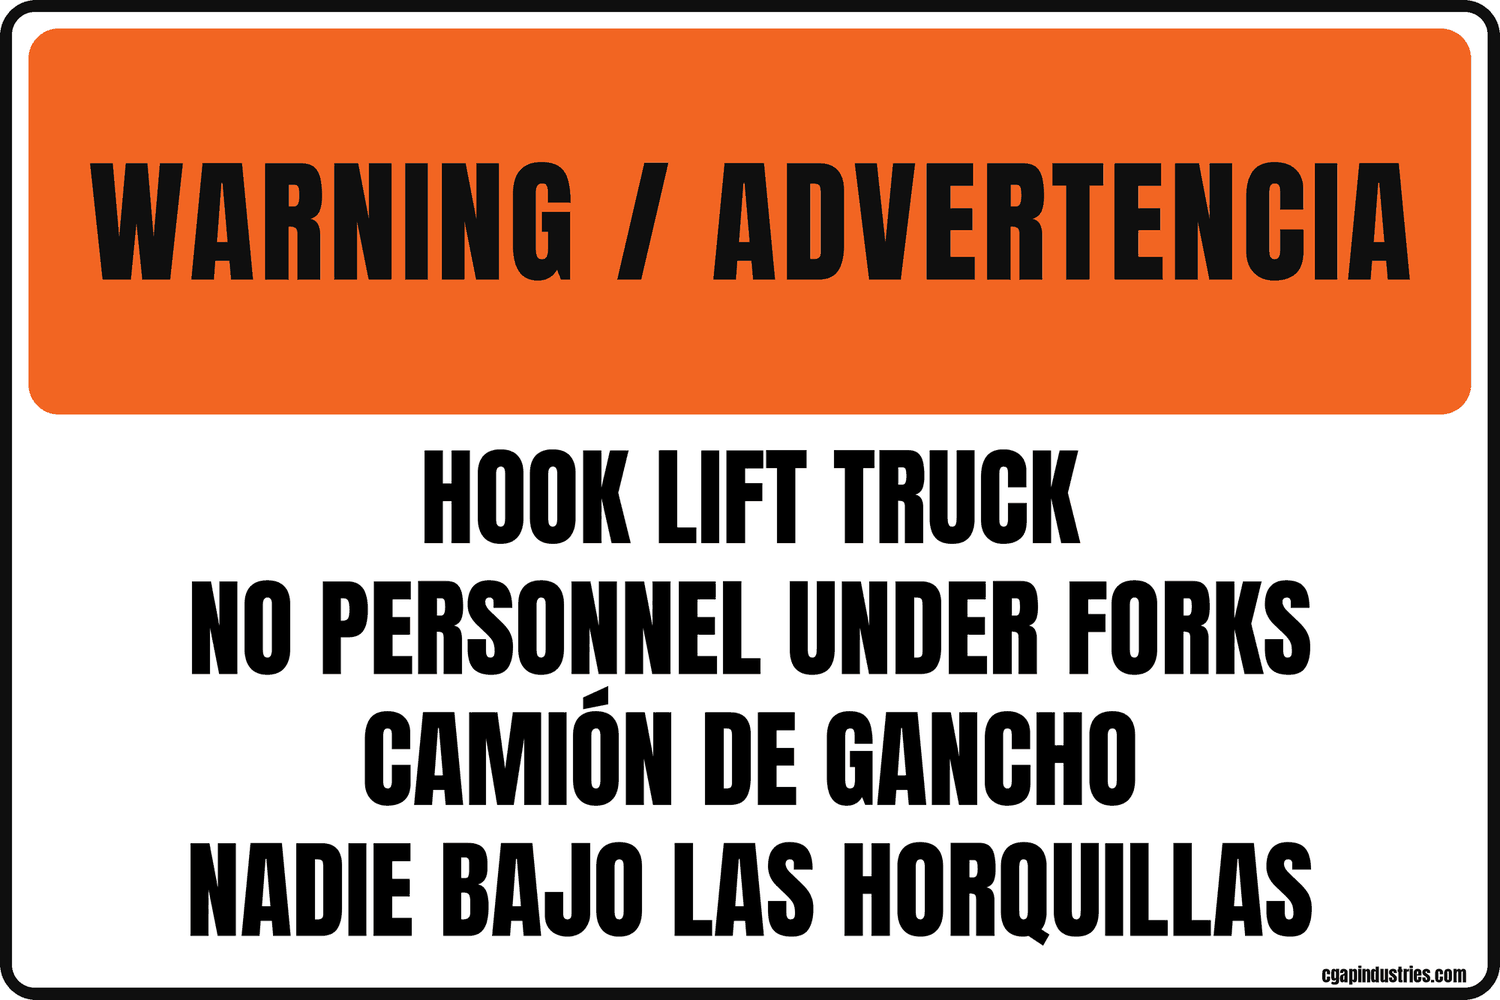 WARNING / ADVERTENCIA
HOOK LIFT TRUCK
NO PERSONNEL UNDER FORKS
CAMIÓN DE GANCHO
NADIE BAJO LAS HORQUILLAS
cgapindustries.com